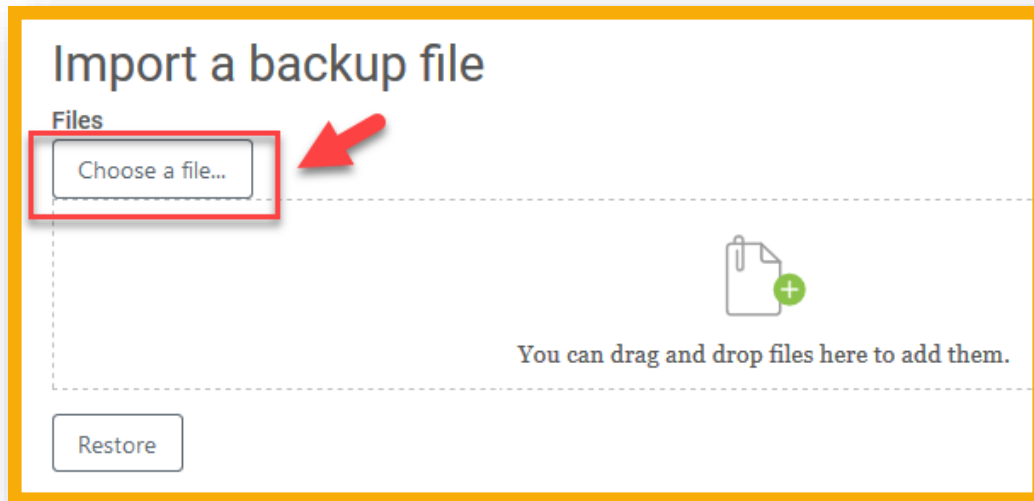 Import a backup file
Files
Choose a file...
You can drag and drop files here to add them.
Restore